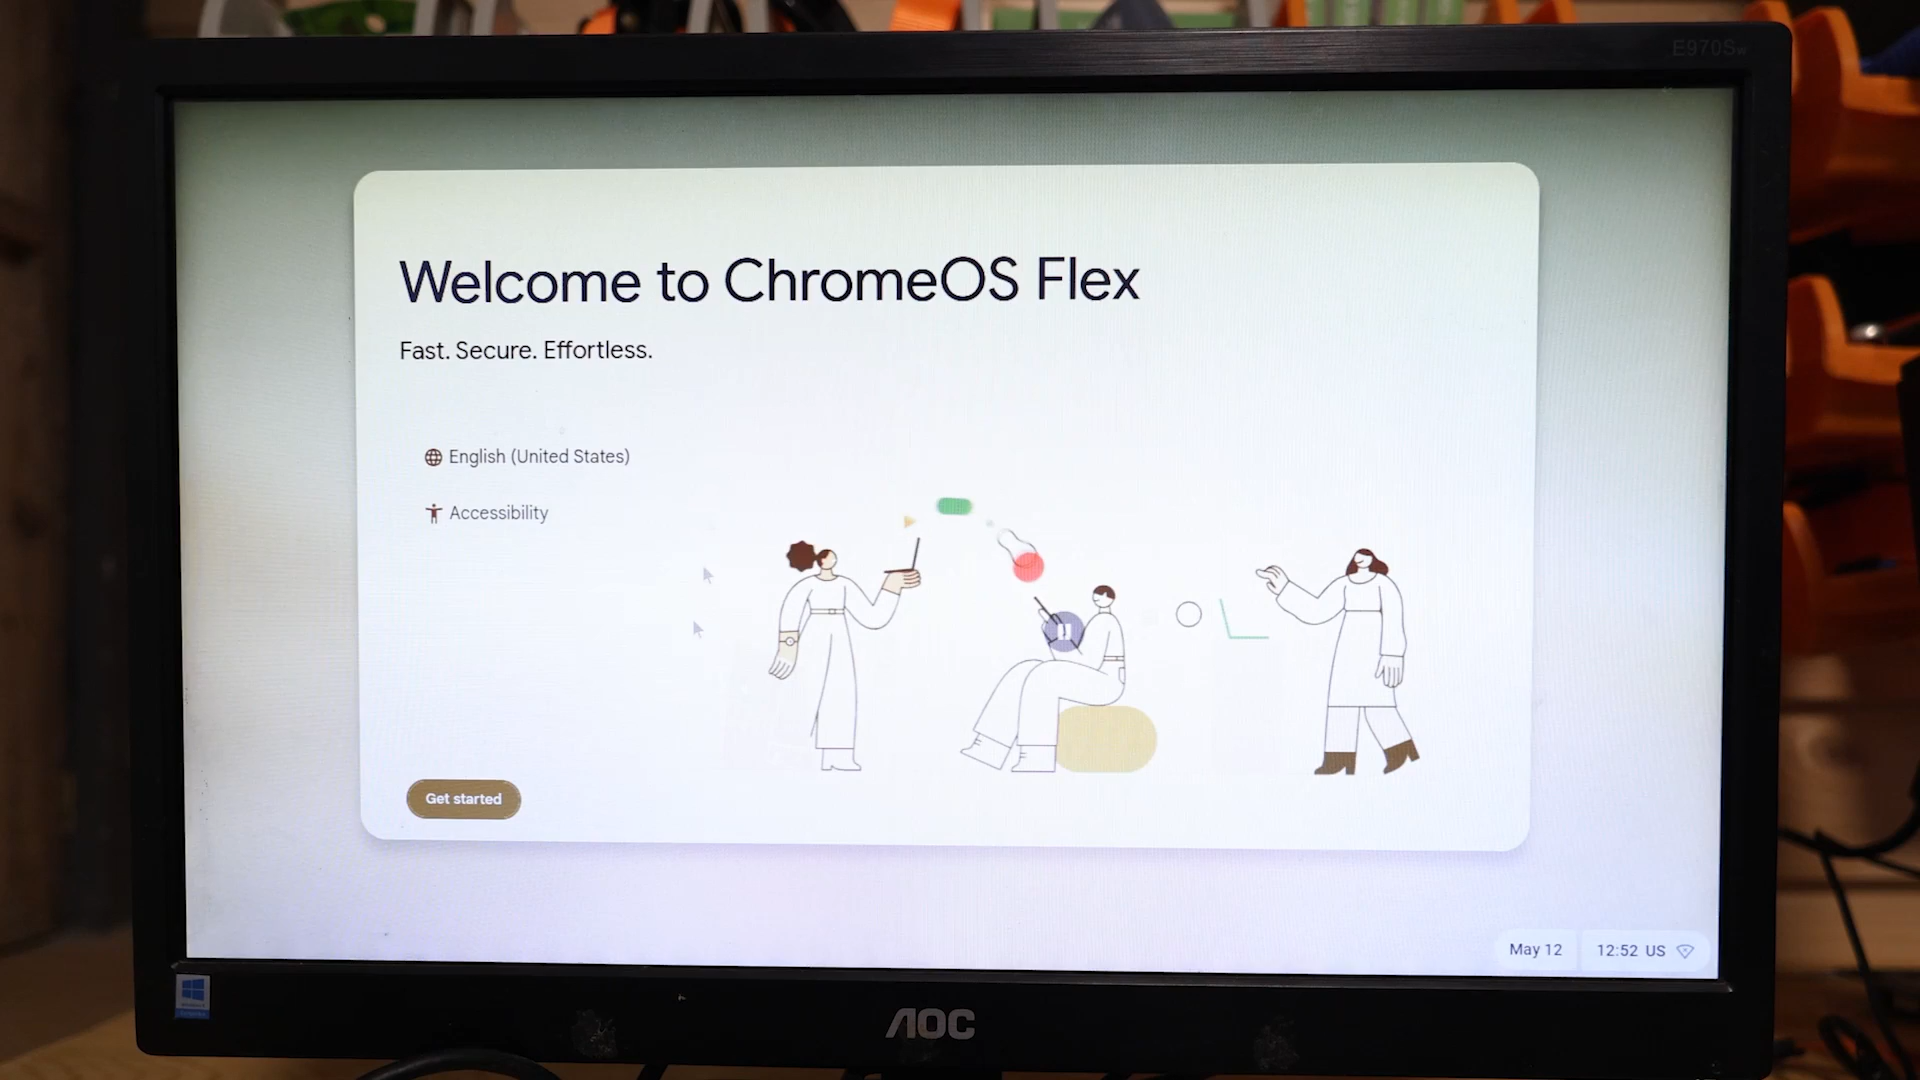 E970Sw
Welcome to ChromeOS Flex
Fast. Secure. Effortless.
English (United States)
Accessibility
Get started
May 12
12:52 US
AOC